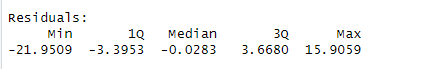 Residuals:
     Min       1Q   Median       3Q      Max
-21.9509  -3.3953  -0.0283   3.6680  15.9059